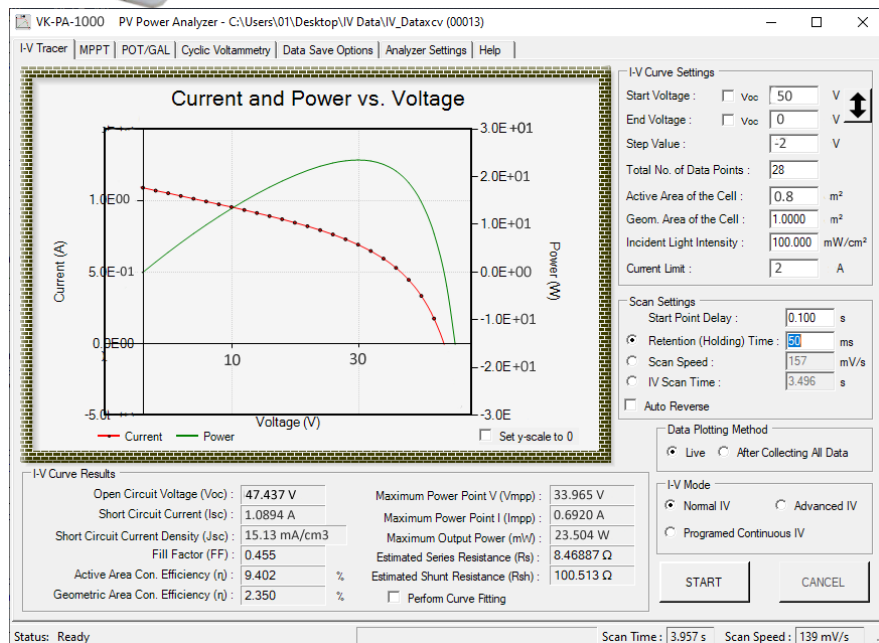 VK-PA-1000 PV Power Analyzer - C:\Users\01\Desktop\IV Data\IV_Dataxcv (00013)
I-V Tracer MPPT POT/GAL Cyclic Voltammetry Data Save Options Analyzer Settings Help
Current and Power vs. Voltage
Current (A)
1.0E00
5.0E-01
0.0E00
-5.0
3.0E+01
2.0E+01
1.0E+01
0.0E+00
-1.0E+01
-2.0E+01
-3.0E
Power (W)
10 30
Voltage (V)
Current Power
Set y-scale to 0
I-V Curve Settings
Start Voltage : Voc 50 V
End Voltage : Voc 0 V
Step Value : -2 V
Total No. of Data Points : 28
Active Area of the Cell : 0.8 m²
Geom. Area of the Cell : 1.0000 m²
Incident Light Intensity : 100.000 mW/cm²
Current Limit : 2 A
Scan Settings
Start Point Delay : 0.100 s
Retention (Holding) Time : 50 ms
Scan Speed : 157 mV/s
IV Scan Time : 3.496 s
Auto Reverse
Data Plotting Method
Live After Collecting All Data
I-V Mode
Normal IV Advanced IV
Programed Continuous IV
START CANCEL
I-V Curve Results
Open Circuit Voltage (Voc) : 47.437 V
Short Circuit Current (Isc) : 1.0894 A
Short Circuit Current Density (Jsc) : 15.13 mA/cm3
Fill Factor (FF) : 0.455
Active Area Con. Efficiency (η) : 9.402 %
Geometric Area Con. Efficiency (η) : 2.350 %
Maximum Power Point V (Vmpp) : 33.965 V
Maximum Power Point I (Impp) : 0.6920 A
Maximum Output Power (mW) : 23.504 W
Estimated Series Resistance (Rs) : 8.46887 Ω
Estimated Shunt Resistance (Rsh) : 100.513 Ω
Perform Curve Fitting
Status: Ready
Scan Time : 3.957 s Scan Speed : 139 mV/s